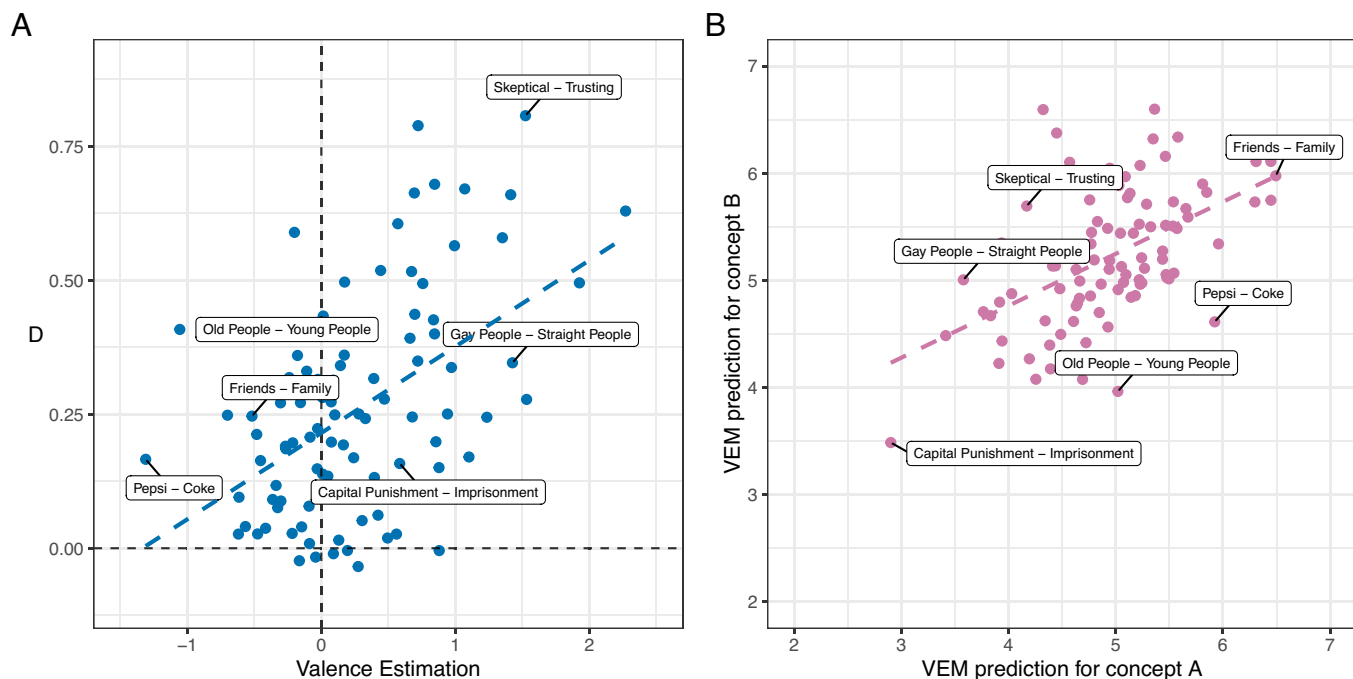 A
Skeptical – Trusting
0.75
0.50
Old People – Young People
Gay People – Straight People
D
Friends – Family
0.25
Pepsi – Coke
Capital Punishment – Imprisonment
0.00
−1
0
1
2
Valence Estimation
B
7
Friends – Family
6
Skeptical – Trusting
Gay People – Straight People
5
Pepsi – Coke
VEM prediction for concept B
4
Old People – Young People
Capital Punishment – Imprisonment
3
2
2
3
4
5
6
7
VEM prediction for concept A